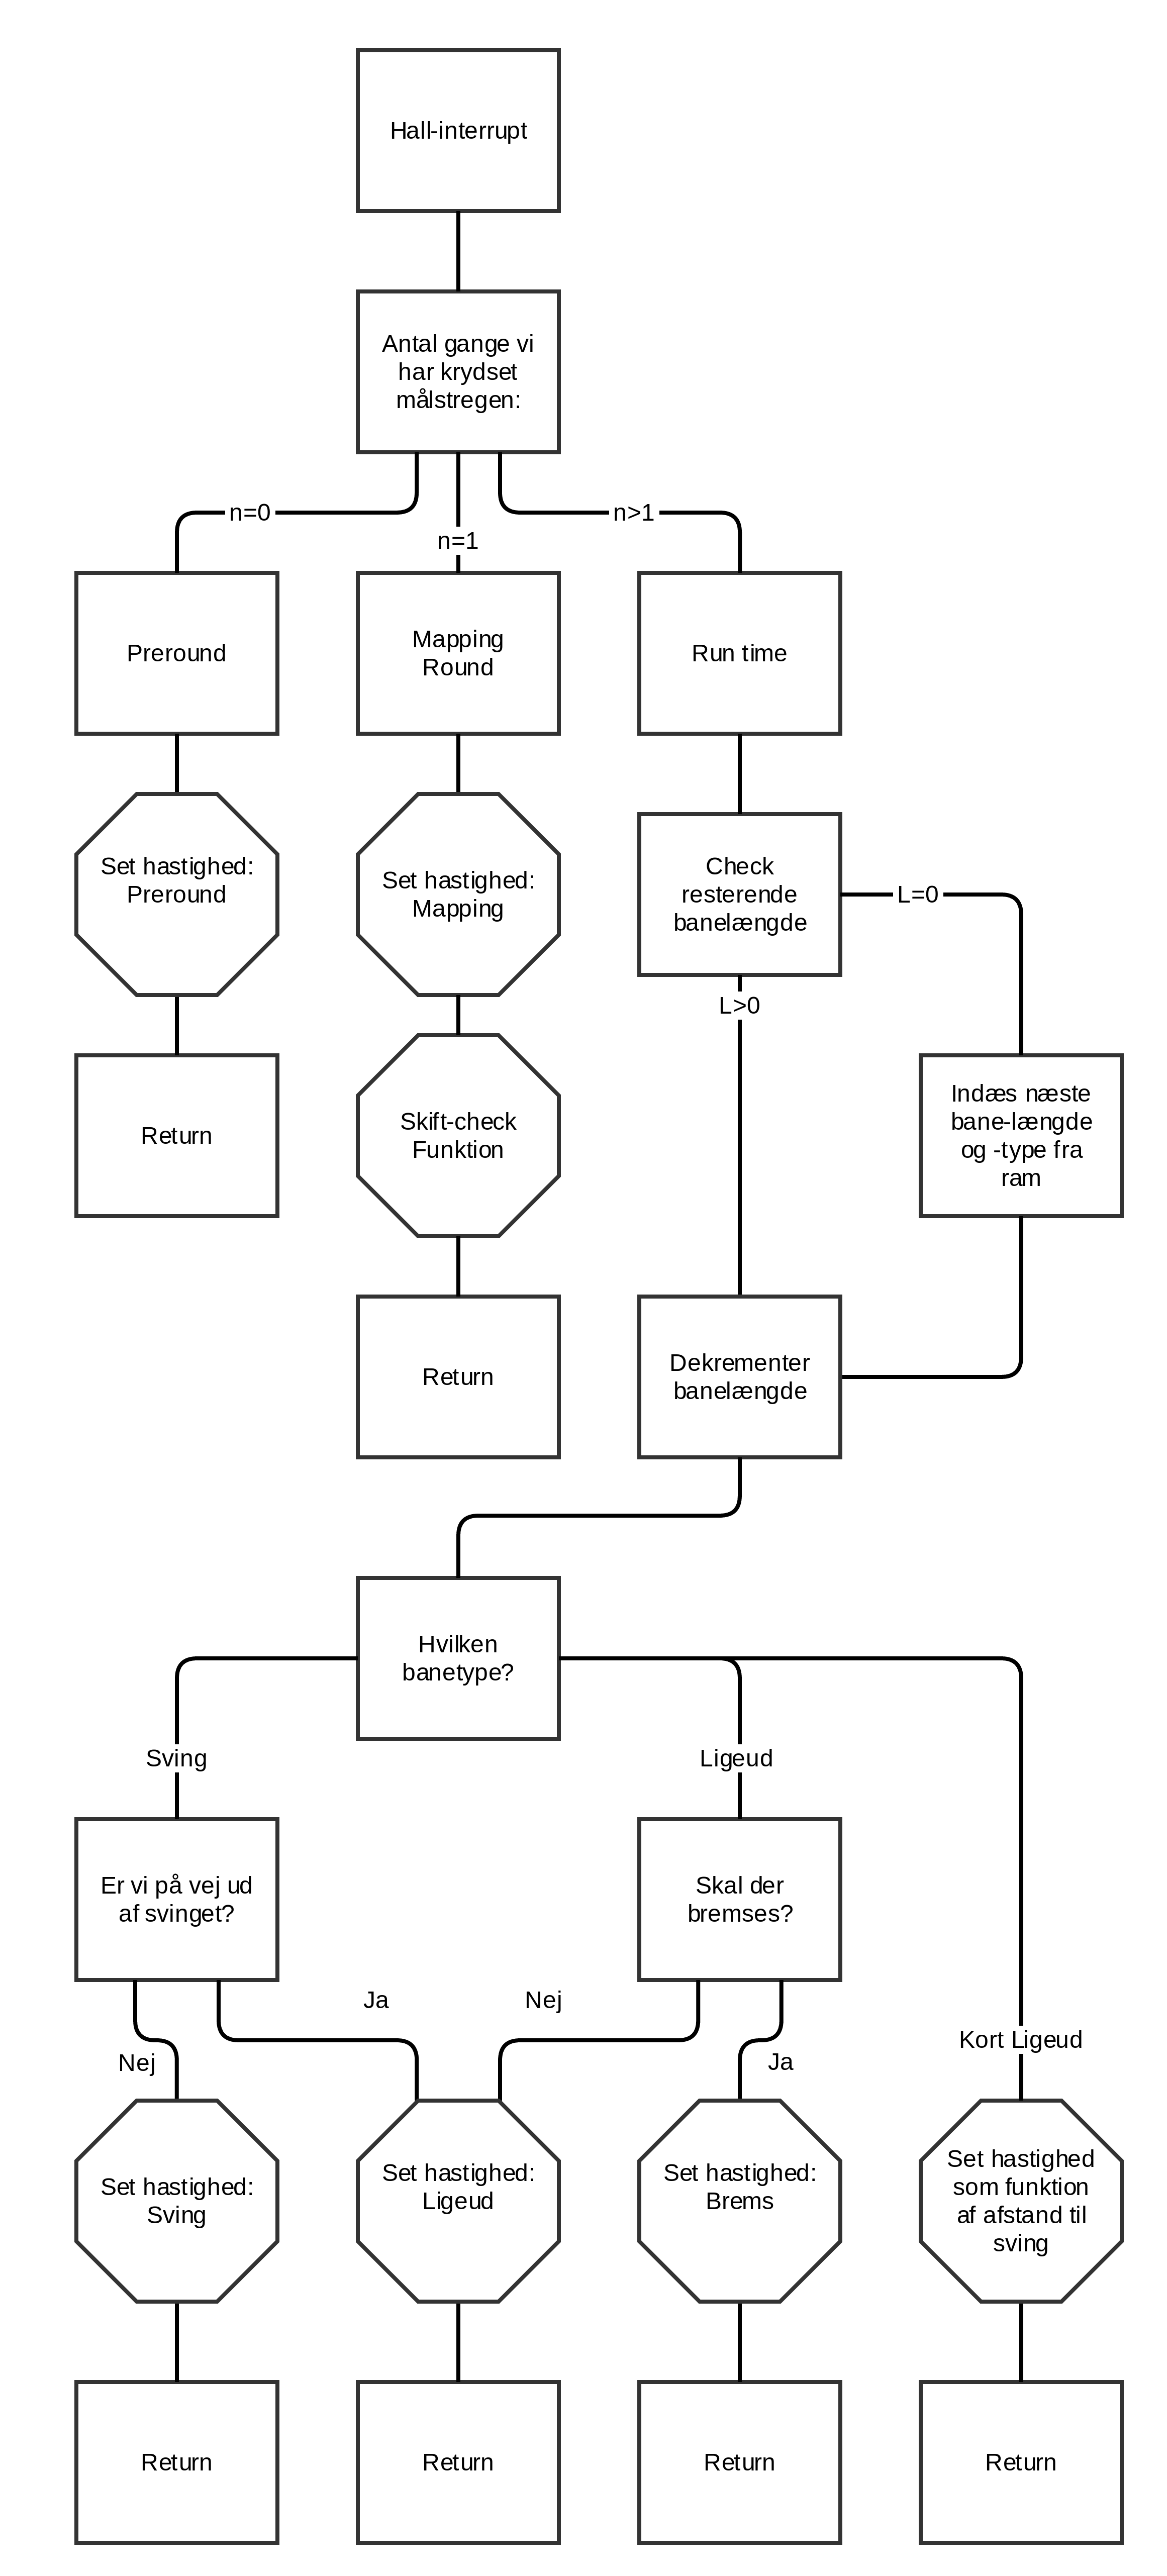 Hall-interrupt
Antal gange vi
har krydset
målstregen:
n=0
n=1
n>1
Preround
Mapping
Round
Run time
Set hastighed:
Preround
Set hastighed:
Mapping
Check
resterende
banelængde
L=0
L>0
Return
Skift-check
Funktion
Indæs næste
bane-længde
og -type fra
ram
Return
Dekrementer
banelængde
Hvilken
banetype?
Sving
Ligeud
Er vi på vej ud
af svinget?
Skal der
bremses?
Ja
Nej
Nej
Ja
Kort Ligeud
Set hastighed:
Sving
Set hastighed:
Ligeud
Set hastighed:
Brems
Set hastighed
som funktion
af afstand til
sving
Return
Return
Return
Return